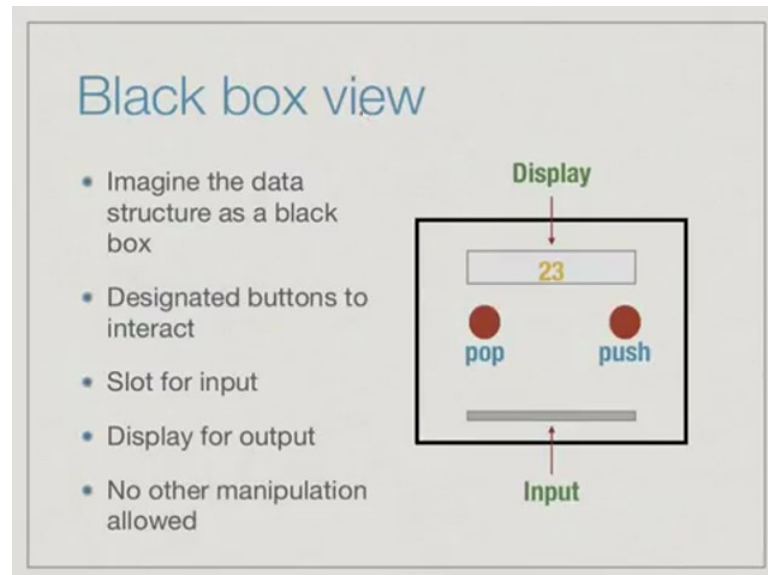 Black box view
Imagine the data
structure as a black
box
Designated buttons to
interact
Slot for input
Display for output
No other manipulation
allowed
Display
23
pop
push
Input